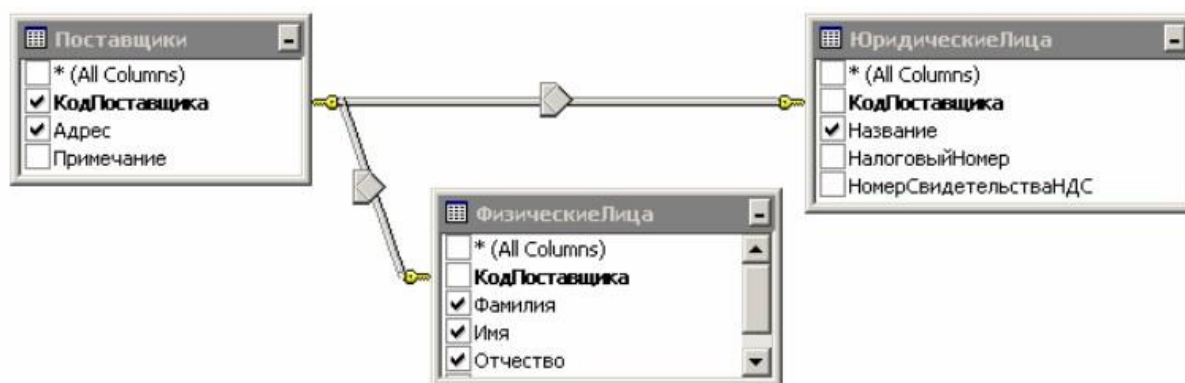 Поставщики
* (All Columns)
КодПоставщика
Адрес
Примечание
ЮридическиеЛица
* (All Columns)
КодПоставщика
Название
НалоговыйНомер
НомерСвидетельстваНДС
ФизическиеЛица
* (All Columns)
КодПоставщика
Фамилия
Имя
Отчество